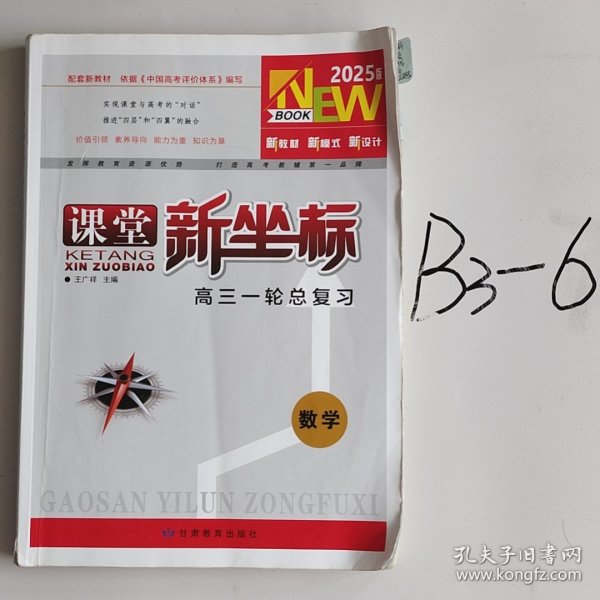 配套新教材 依据《中国高考评价体系》编写
实现课堂与高考的"对话"
推进"四层"和"四翼"的融合
价值引领 素养导向 能力为重 知识为基
2025版
NEW
BOOK
新教材 新模式 新设计
发挥教育资源优势 打造高考教辅第一品牌
课堂 新坐标
KETANG
XIN ZUOBIAO
王广祥 主编
高三一轮总复习
数学
GAOSAN YILUN ZONGFUXI
甘肃教育出版社
B3-6
孔夫子旧书网
www.kongfz.com